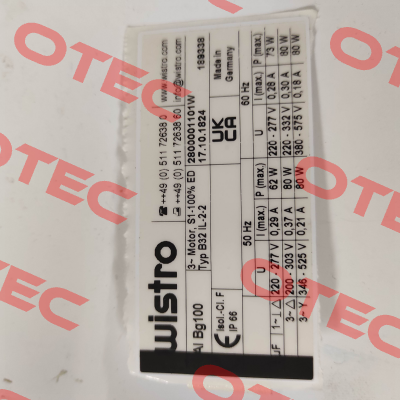 wistro
☎ ++49 (0) 511 72638 0
++49 (0) 511 72638 60
www.wistro.com
info@wistro.com
3~ Motor, S1-100% ED
2800001101W
189338
AI Bg100
Typ B32 IL-2-2
17.10.1824
Made in Germany
CE Isol.-Cl. F
IP 66
UK CA
50 Hz
60 Hz
µF
U
I (max.)
P (max.)
U
I (max.)
P (max.)
1~ ⊥ △ 220 - 277 V 0,29 A 62 W 220 - 277 V 0,28 A 73 W
3~ △ 200 - 303 V 0,37 A 80 W 220 - 332 V 0,30 A 80 W
3~ Y 346 - 525 V 0,21 A 80 W 380 - 575 V 0,18 A 80 W
OTEC
OTEC
OTEC
OTEC
OTEC